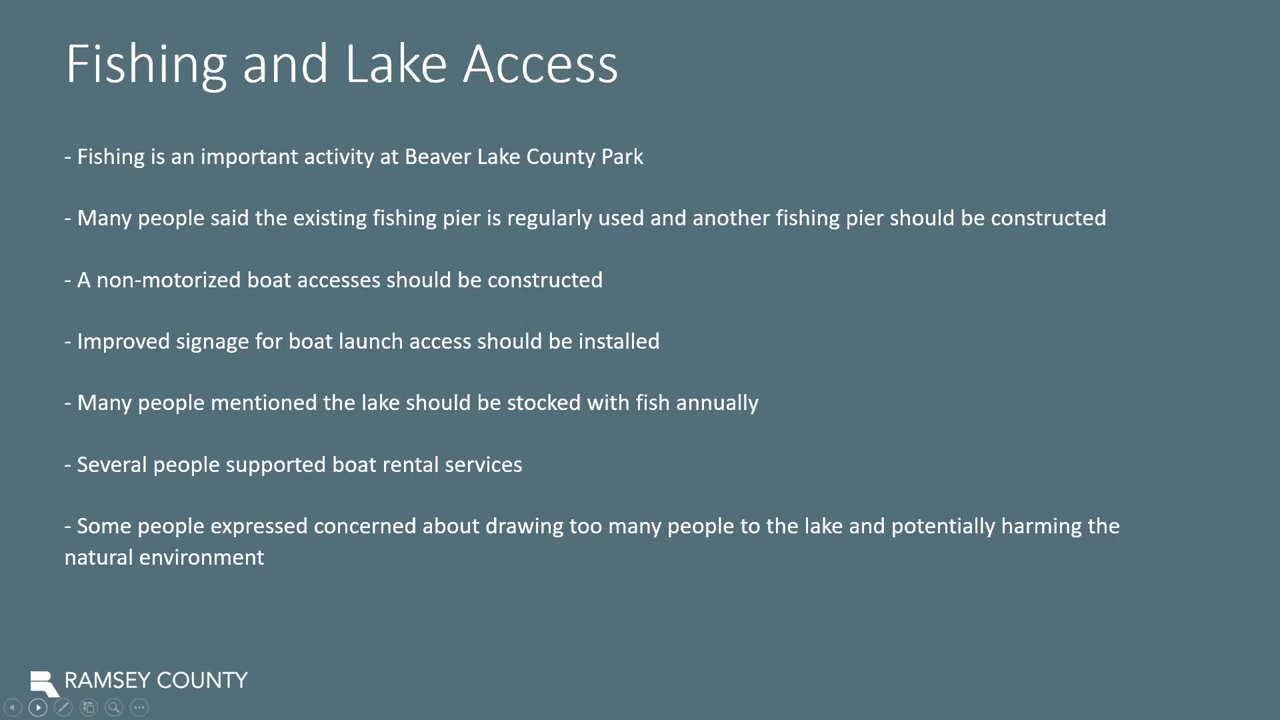 Fishing and Lake Access
- Fishing is an important activity at Beaver Lake County Park
- Many people said the existing fishing pier is regularly used and another fishing pier should be constructed
- A non-motorized boat accesses should be constructed
- Improved signage for boat launch access should be installed
- Many people mentioned the lake should be stocked with fish annually
- Several people supported boat rental services
- Some people expressed concerned about drawing too many people to the lake and potentially harming the
natural environment
RAMSEY COUNTY